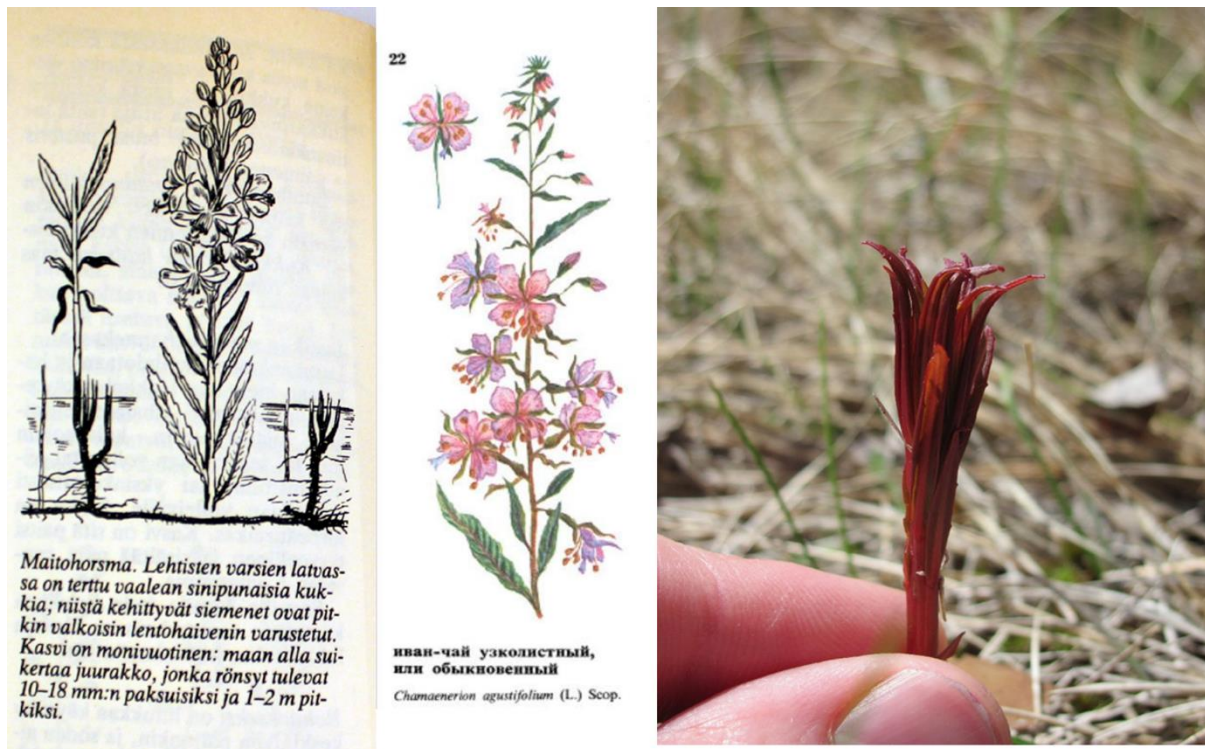 Maitohorsma. Lehtisten varsien latvas-
sa on terttu vaalean sinipunaisia kuk-
kia; niistä kehittyvät siemenet ovat pit-
kin valkoisin lentohaivenin varustetut.
Kasvi on monivuotinen: maan alla sui-
kertaa juurakko, jonka rönsyt tulevat
10–18 mm:n paksuisiksi ja 1–2 m pit-
kiksi.
22
иван-чай узколистный,
или обыкновенный
Chamaenerion agustifolium (L.) Scop.